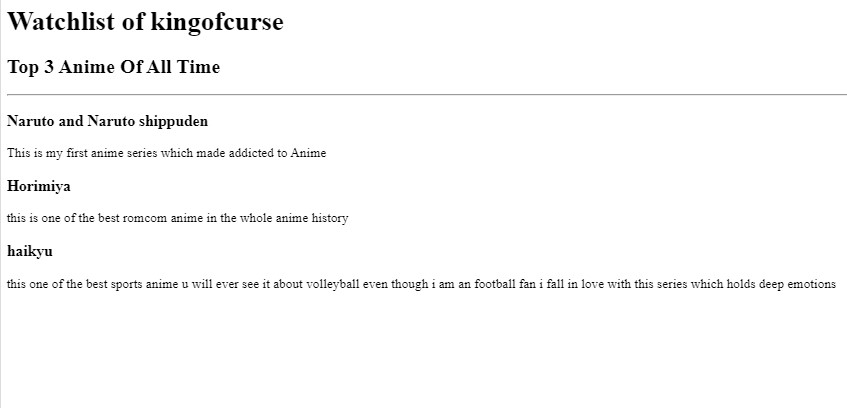 Watchlist of kingofcurse
Top 3 Anime Of All Time
Naruto and Naruto shippuden
This is my first anime series which made addicted to Anime
Horimiya
this is one of the best romcom anime in the whole anime history
haikyu
this one of the best sports anime u will ever see it about volleyball even though i am an football fan i fall in love with this series which holds deep emotions